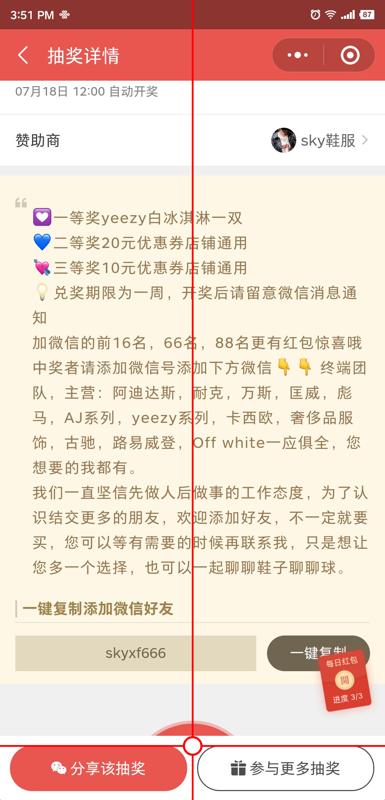 3:51 PM
87
抽奖详情
07月18日 12:00 自动开奖
赞助商
sky鞋服
一等奖yeezy白冰淇淋一双
二等奖20元优惠券店铺通用
三等奖10元优惠券店铺通用
兑奖期限为一周，开奖后请留意微信消息通
知
加微信的前16名，66名，88名更有红包惊喜哦
中奖者请添加微信号添加下方微信👇👇 终端团
队，主营：阿迪达斯，耐克，万斯，匡威，彪
马，AJ系列，yeezy系列，卡西欧，奢侈品服
饰，古驰，路易威登，Off white一应俱全，您
想要的我都有。
我们一直坚信先做人后做事的工作态度，为了认
识结交更多的朋友，欢迎添加好友，不一定就要
买，您可以等有需要的时候再联系我，只是想让
您多一个选择，也可以一起聊聊鞋子聊聊球。
一键复制添加微信好友
skyxf666
一键复制
每日红包
開
进度 3/3
分享该抽奖
参与更多抽奖